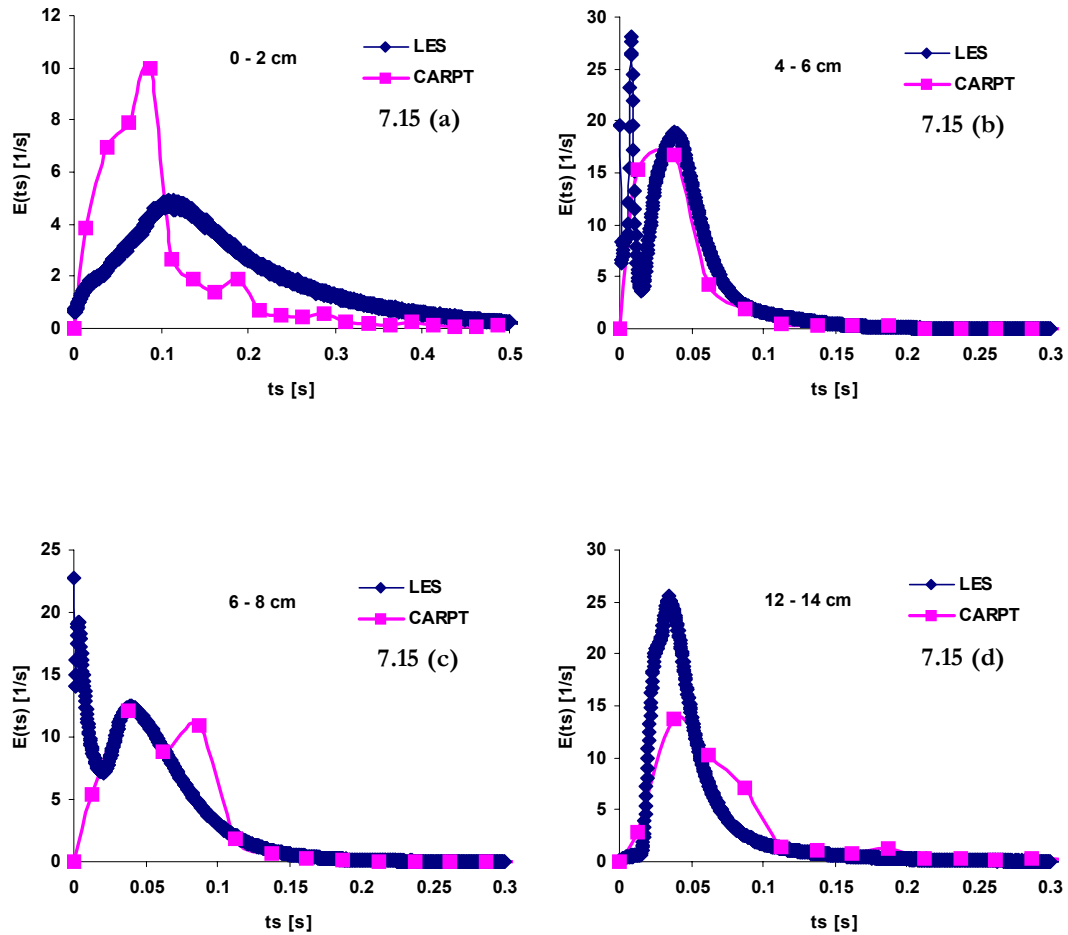 12
10
8
6
4
2
0
E(ts) [1/s]
0 0.1 0.2 0.3 0.4 0.5
ts [s]
0 - 2 cm
LES
CARPT
7.15 (a)
30
25
20
15
10
5
0
E(ts) [1/s]
0 0.05 0.1 0.15 0.2 0.25 0.3
ts [s]
4 - 6 cm
LES
CARPT
7.15 (b)
25
20
15
10
5
0
E(ts) [1/s]
0 0.05 0.1 0.15 0.2 0.25 0.3
ts [s]
6 - 8 cm
LES
CARPT
7.15 (c)
30
25
20
15
10
5
0
E(ts) [1/s]
0 0.05 0.1 0.15 0.2 0.25 0.3
ts [s]
12 - 14 cm
LES
CARPT
7.15 (d)